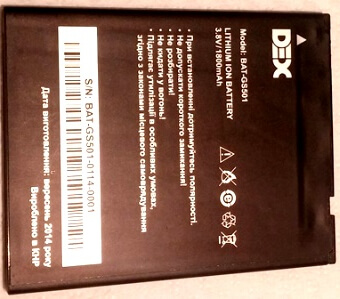 DEX
Model: BAT-GS501
LITHIUM ION BATTERY
3.8V/1800mAh
• При встановленні дотримуйтесь полярності.
• Не допускати короткого замикання!
• Не розбирати!
• Не кидати у вогонь!
• Підлягає утилізації в особливих умовах,
згідно з законами місцевого самоврядування
S/N: BAT-GS501-0114-0001
Дата виготовлення: вересень 2014 року
Вироблено в КНР